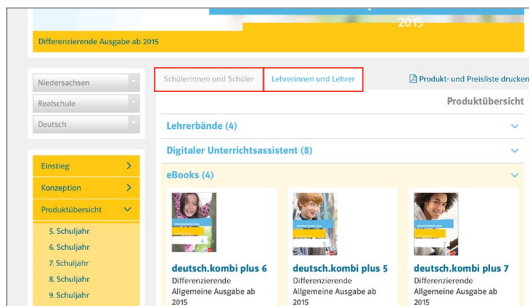 2015
Differenzierende Ausgabe ab 2015
Niedersachsen
Realschule
Deutsch
Einstieg
Konzeption
Produktübersicht
5. Schuljahr
6. Schuljahr
7. Schuljahr
8. Schuljahr
9. Schuljahr
Schülerinnen und Schüler
Lehrerinnen und Lehrer
Produkt- und Preisliste drucken
Produktübersicht
Lehrerbände (4)
Digitaler Unterrichtsassistent (8)
eBooks (4)
deutsch.kombi plus 6
Differenzierende
Allgemeine Ausgabe ab
2015
deutsch.kombi plus 5
Differenzierende
Allgemeine Ausgabe ab
2015
deutsch.kombi plus 7
Differenzierende
Allgemeine Ausgabe ab
2015